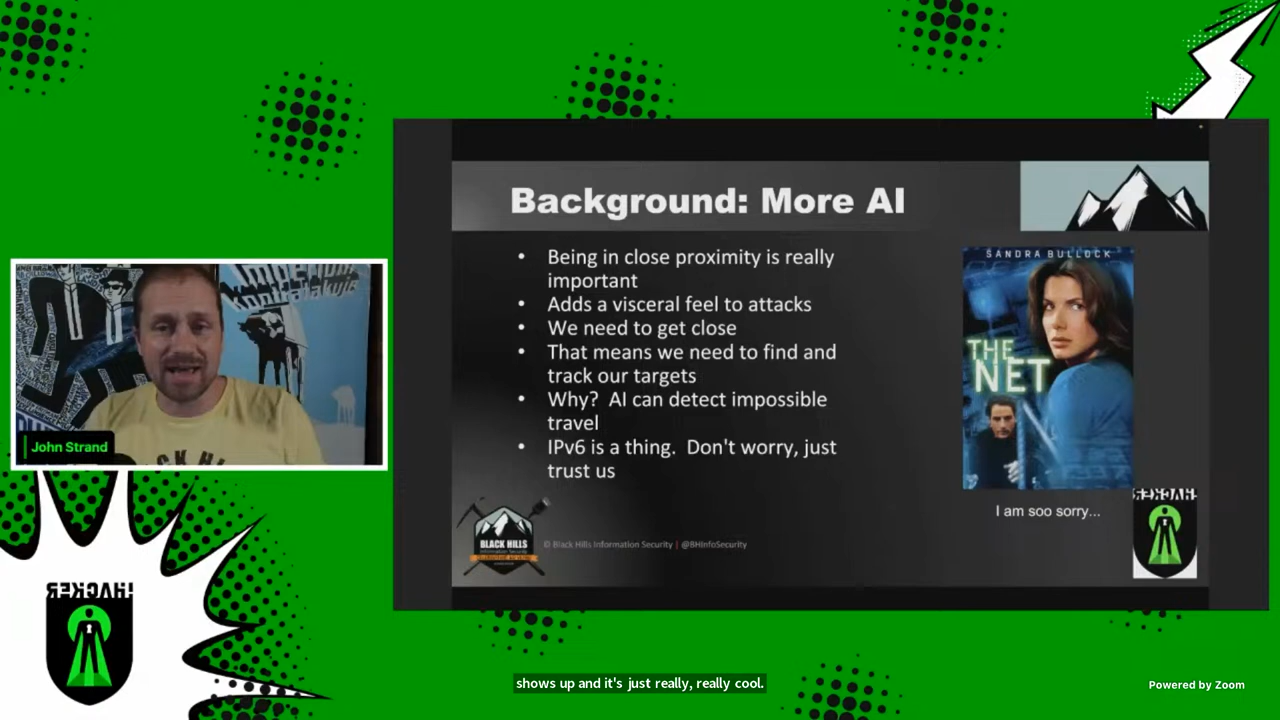 Background: More AI
• Being in close proximity is really
important
• Adds a visceral feel to attacks
• We need to get close
• That means we need to find and
track our targets
• Why?  AI can detect impossible
travel
• IPv6 is a thing.  Don't worry, just
trust us
SANDRA BULLOCK
THE
NET
I am soo sorry...
BLACK HILLS
Information Security
© Black Hills Information Security | @BHInfoSecurity
John Strand
shows up and it's just really, really cool.
Powered by Zoom